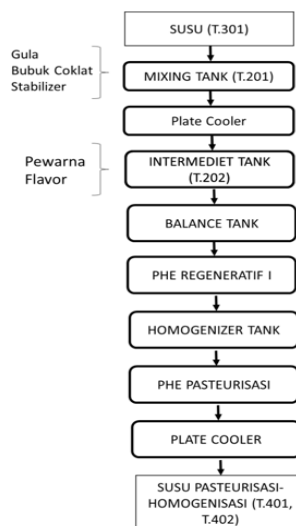 SUSU (T.301)
Gula
Bubuk Coklat
Stabilizer
MIXING TANK (T.201)
Plate Cooler
Pewarna
Flavor
INTERMEDIET TANK
(T.202)
BALANCE TANK
PHE REGENERATIF I
HOMOGENIZER TANK
PHE PASTEURISASI
PLATE COOLER
SUSU PASTEURISASI-
HOMOGENISASI (T.401,
T.402)